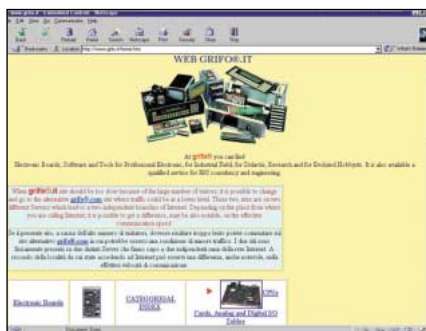 WEB GRIFO®.IT
At grifo® you can find
Electronic Boards, Software and Tools for Professional Electronic, for Industrial Field, for Didactic, Research and for Evoluted Hobbysts. It is also available a
qualified service for EMI consultancy and engineering
When grifo®.it site should be too slow because of the large number of visitors, it is possible to change
and go to the alternative grifo®.com site where traffic could be at a lower level. These two sites are on two
different Servers which lead to a two independent branches of Internet. Depending on the place from where
you are calling Internet, it is possible to get a difference, may be also notable, on the effective
communication speed.
Se il presente sito, a causa dell'alto numero di visitatori, dovesse risultare troppo lento potete commutare sul
sito alternativo grifo®.com in cui potrebbe esserci una condizione di minore traffico. I due siti sono
fisicamente presenti in due distinti Server che fanno capo a due indipendenti rami della rete Internet. A
seconda della località da cui state accedendo ad Internet può esserci una differenza, anche notevole, sulla
effettiva velocità di comunicazione.
Electronic Boards
CATEGORICAL
INDEX
CPUs
Cards, Analog and Digital I/O
Tables